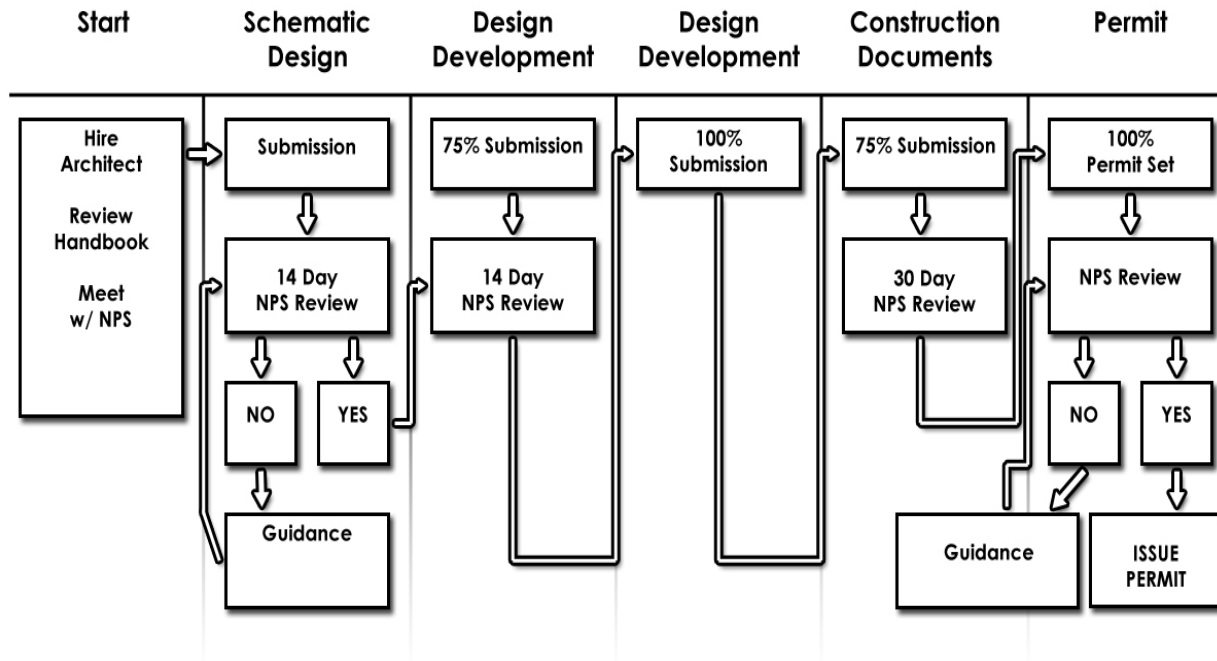 Start
Schematic
Design
Design
Development
Design
Development
Construction
Documents
Permit
Hire
Architect
Review
Handbook
Meet
w/ NPS
Submission
14 Day
NPS Review
NO
YES
Guidance
75% Submission
14 Day
NPS Review
100%
Submission
75% Submission
30 Day
NPS Review
100%
Permit Set
NPS Review
NO
YES
Guidance
ISSUE
PERMIT